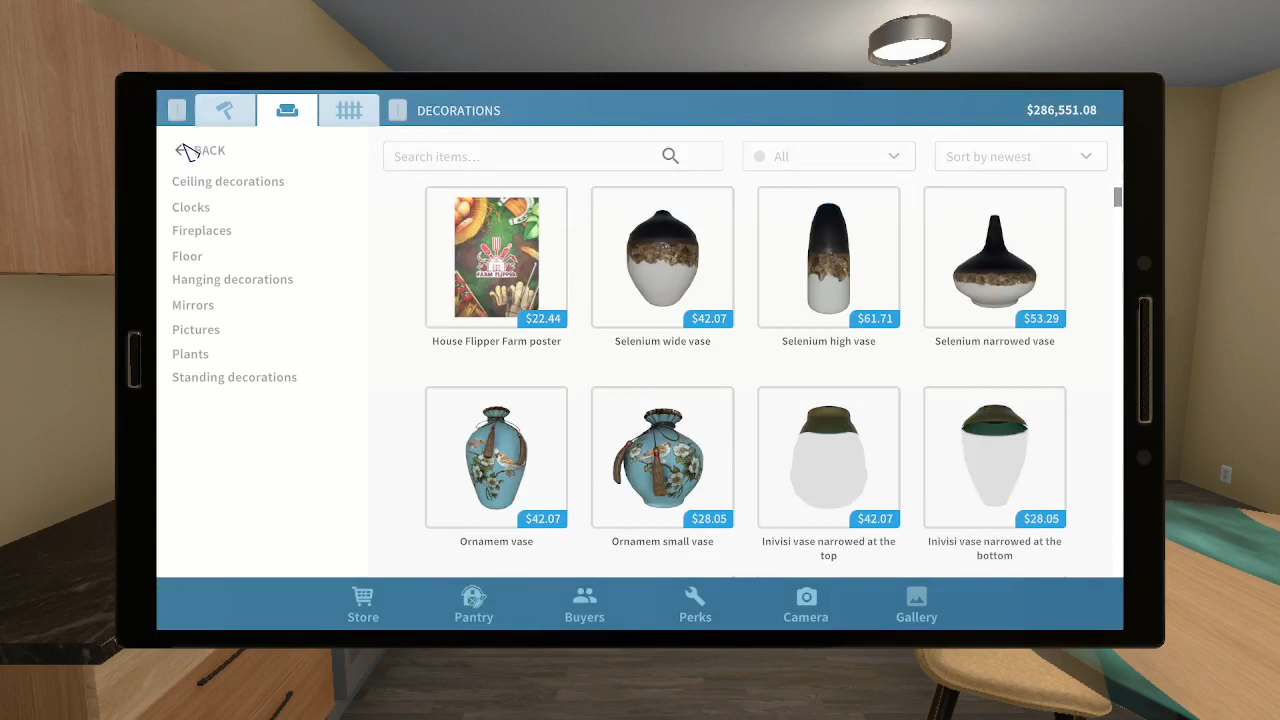 DECORATIONS
$286,551.08
BACK
Ceiling decorations
Clocks
Fireplaces
Floor
Hanging decorations
Mirrors
Pictures
Plants
Standing decorations
Search items...
All
Sort by newest
FARM FLIPPER
$22.44
House Flipper Farm poster
$42.07
Selenium wide vase
$61.71
Selenium high vase
$53.29
Selenium narrowed vase
$42.07
Ornamem vase
$28.05
Ornamem small vase
$42.07
Inivisi vase narrowed at the
top
$28.05
Inivisi vase narrowed at the
bottom
Store
Pantry
Buyers
Perks
Camera
Gallery